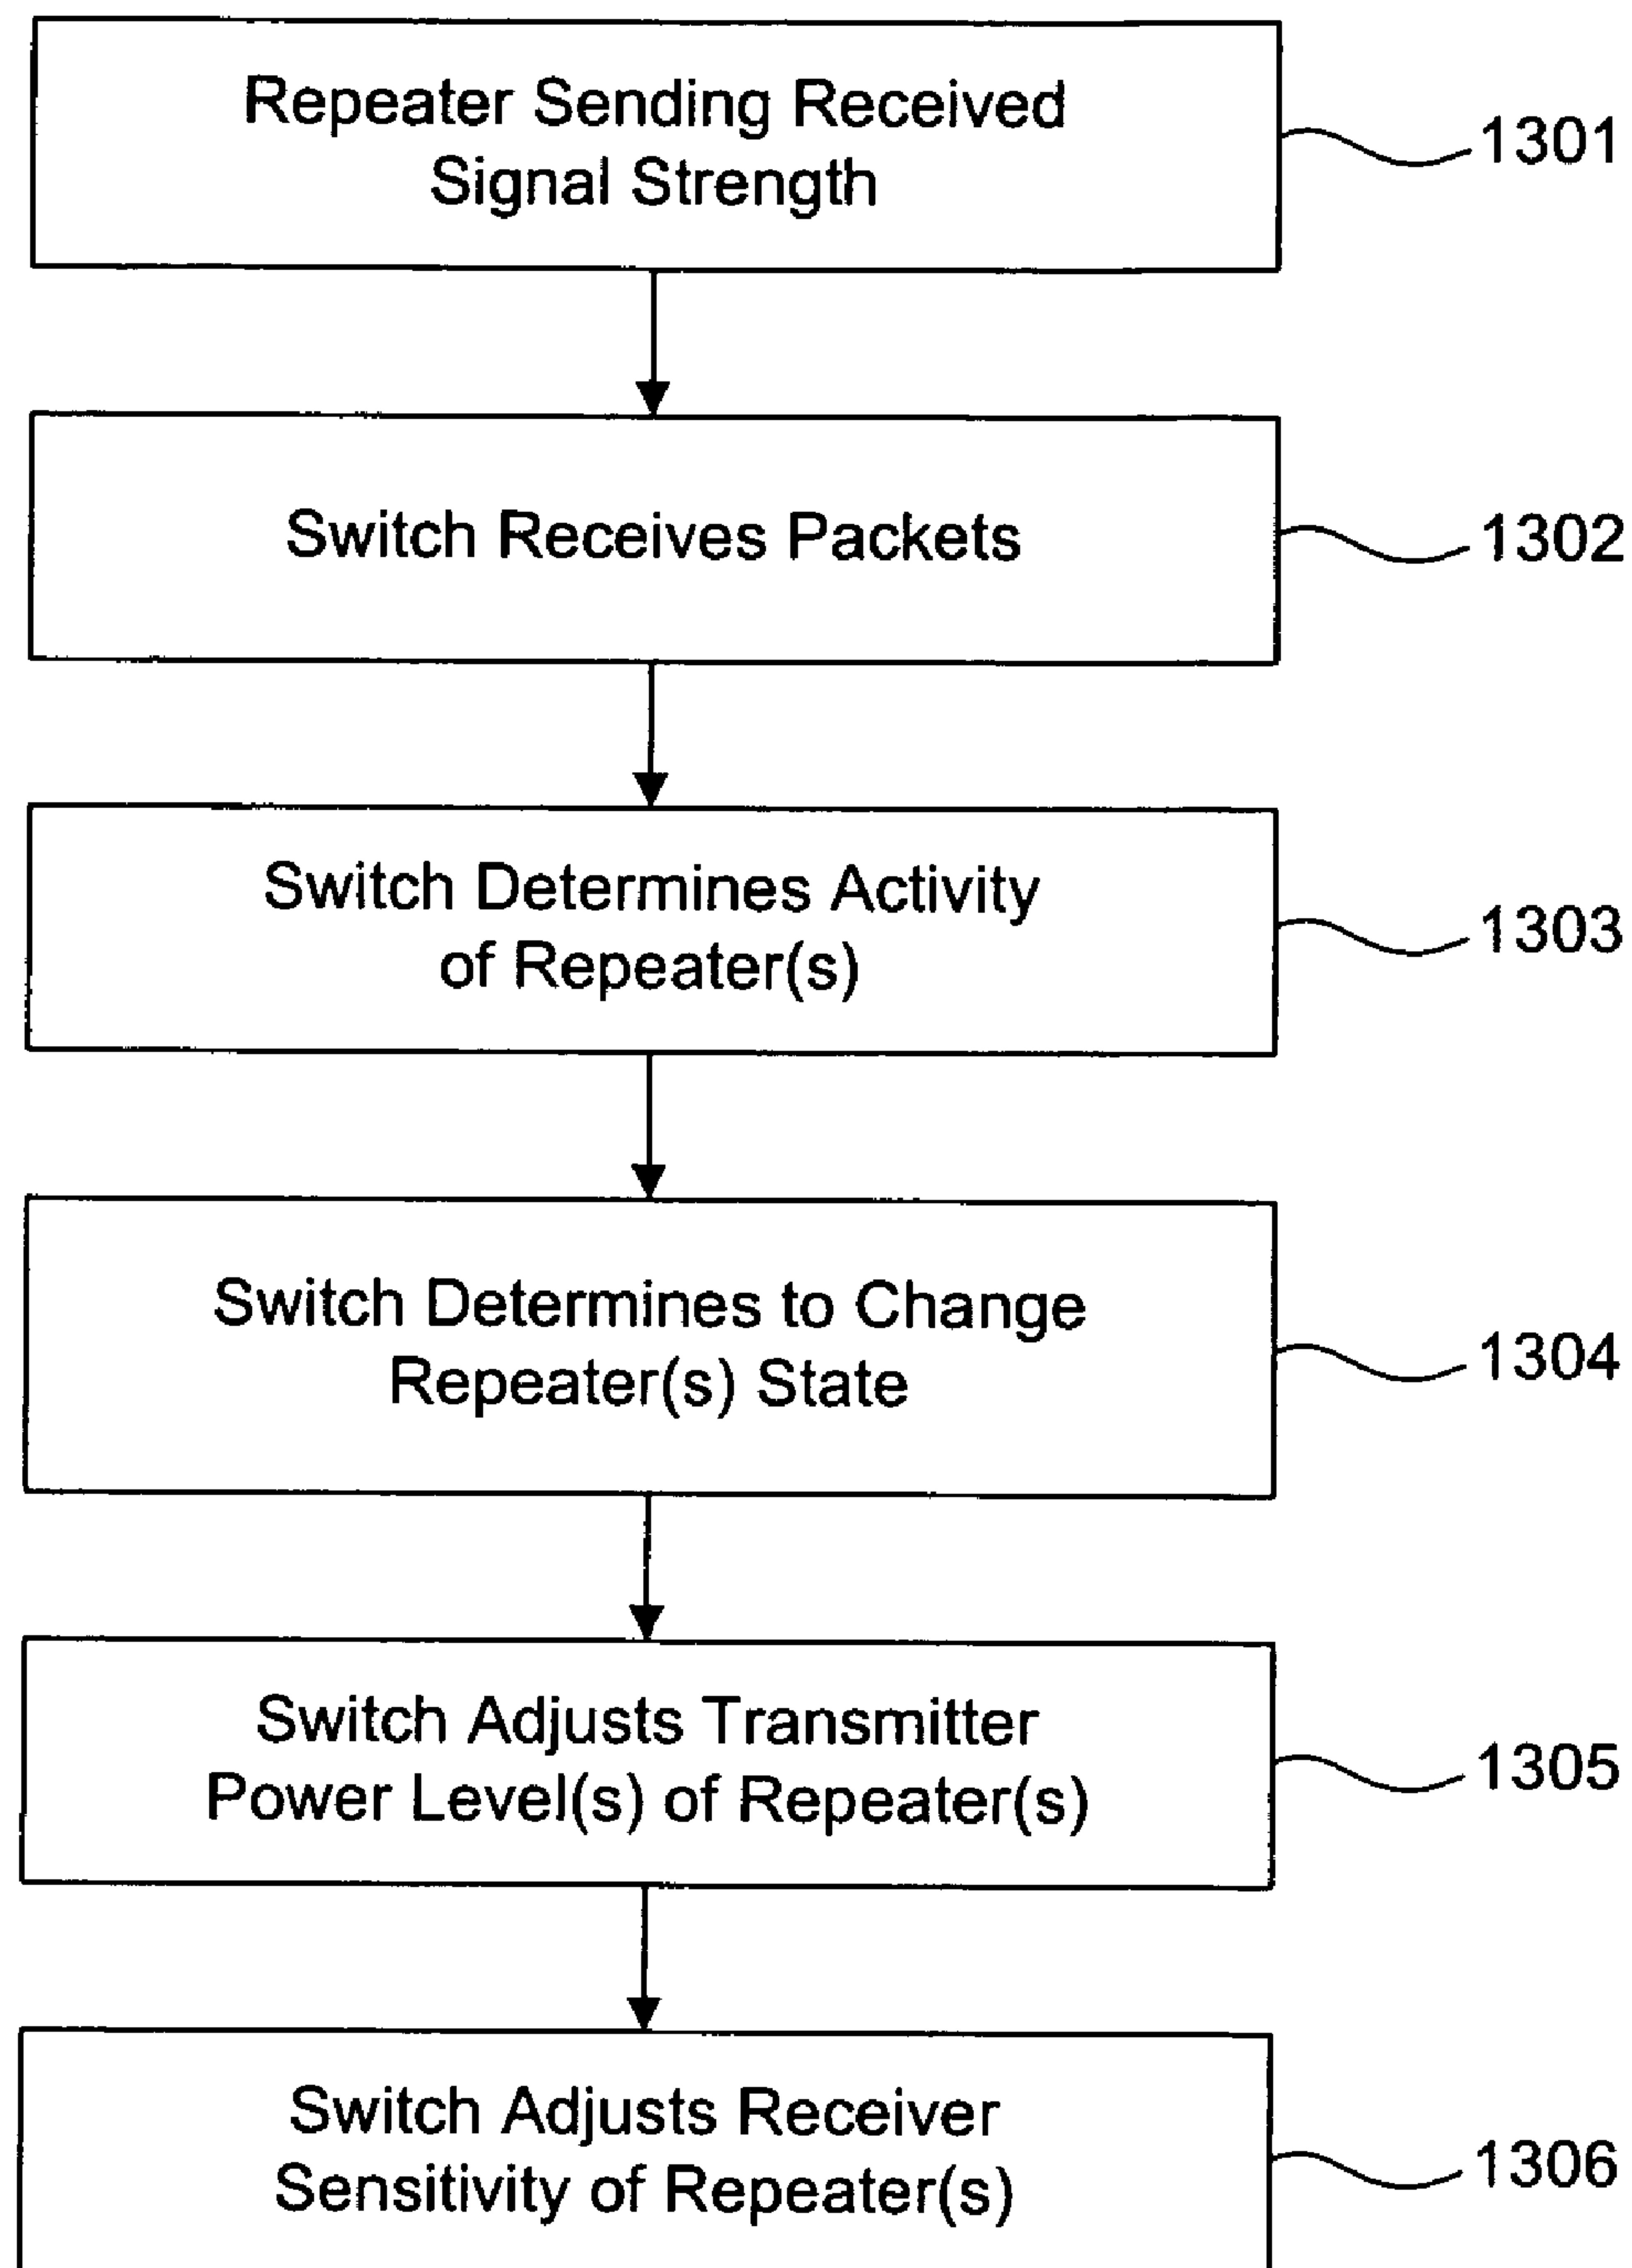 Repeater Sending Received
Signal Strength
1301
Switch Receives Packets
1302
Switch Determines Activity
of Repeater(s)
1303
Switch Determines to Change
Repeater(s) State
1304
Switch Adjusts Transmitter
Power Level(s) of Repeater(s)
1305
Switch Adjusts Receiver
Sensitivity of Repeater(s)
1306